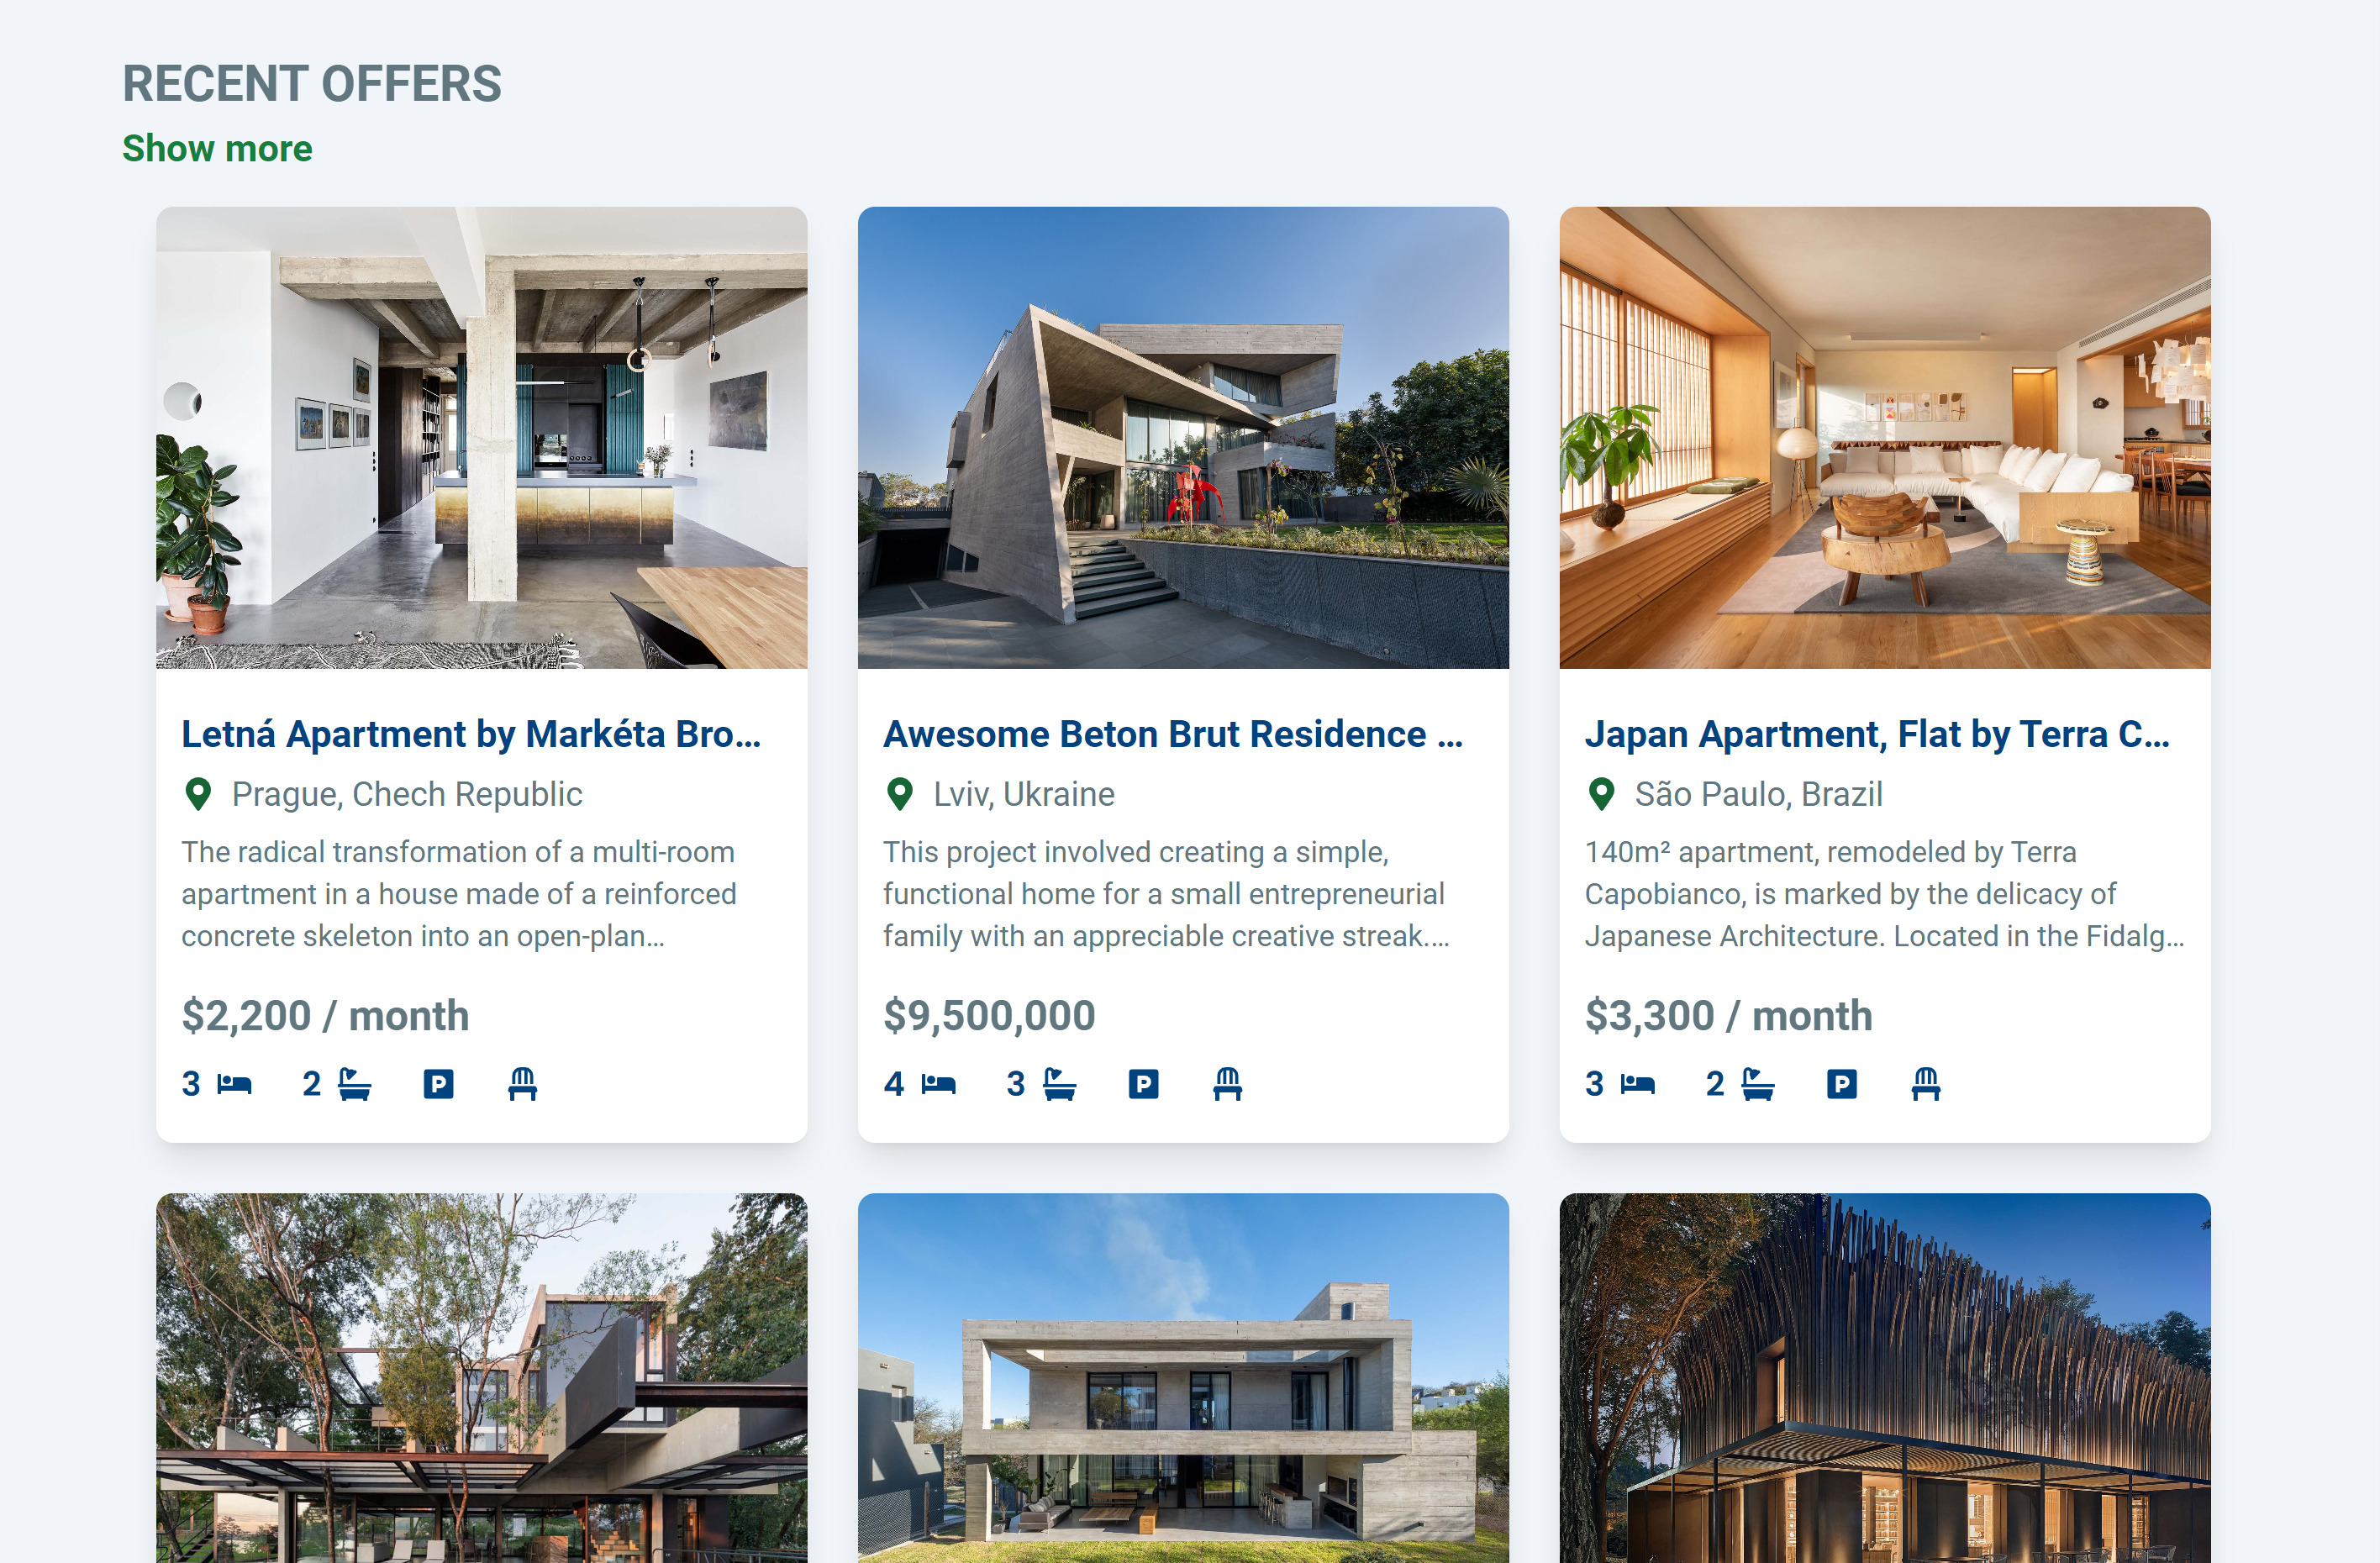 RECENT OFFERS
Show more
Letná Apartment by Markéta Bro...
Prague, Chech Republic
The radical transformation of a multi-room
apartment in a house made of a reinforced
concrete skeleton into an open-plan...
$2,200 / month
3 2 P
Awesome Beton Brut Residence ...
Lviv, Ukraine
This project involved creating a simple,
functional home for a small entrepreneurial
family with an appreciable creative streak....
$9,500,000
4 3 P
Japan Apartment, Flat by Terra C...
São Paulo, Brazil
140m² apartment, remodeled by Terra
Capobianco, is marked by the delicacy of
Japanese Architecture. Located in the Fidalg...
$3,300 / month
3 2 P